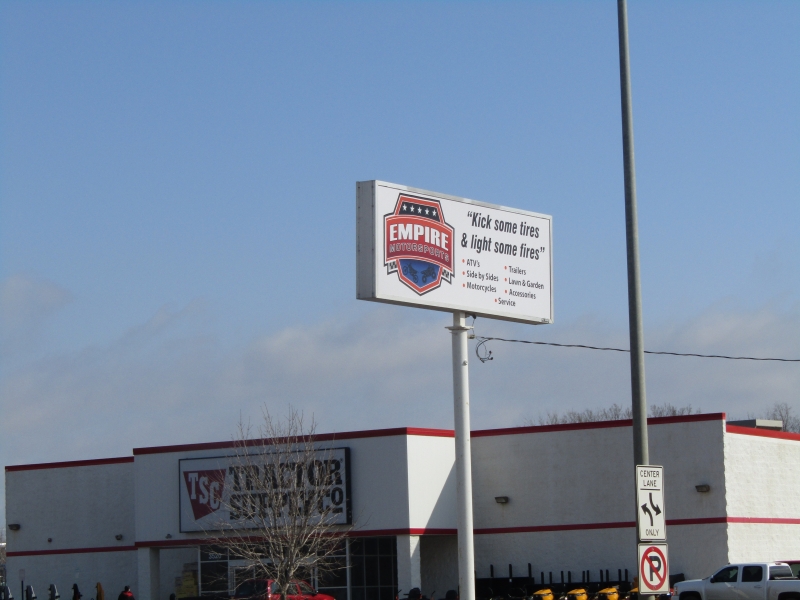 "Kick some tires
& light some fires"
EMPIRE
MOTORSPORTS
• ATV's
• Side by Sides
• Motorcycles
• Trailers
• Lawn & Garden
• Accessories
• Service
TSC
TRACTOR
SUPPLY CO
CENTER
LANE
ONLY
P